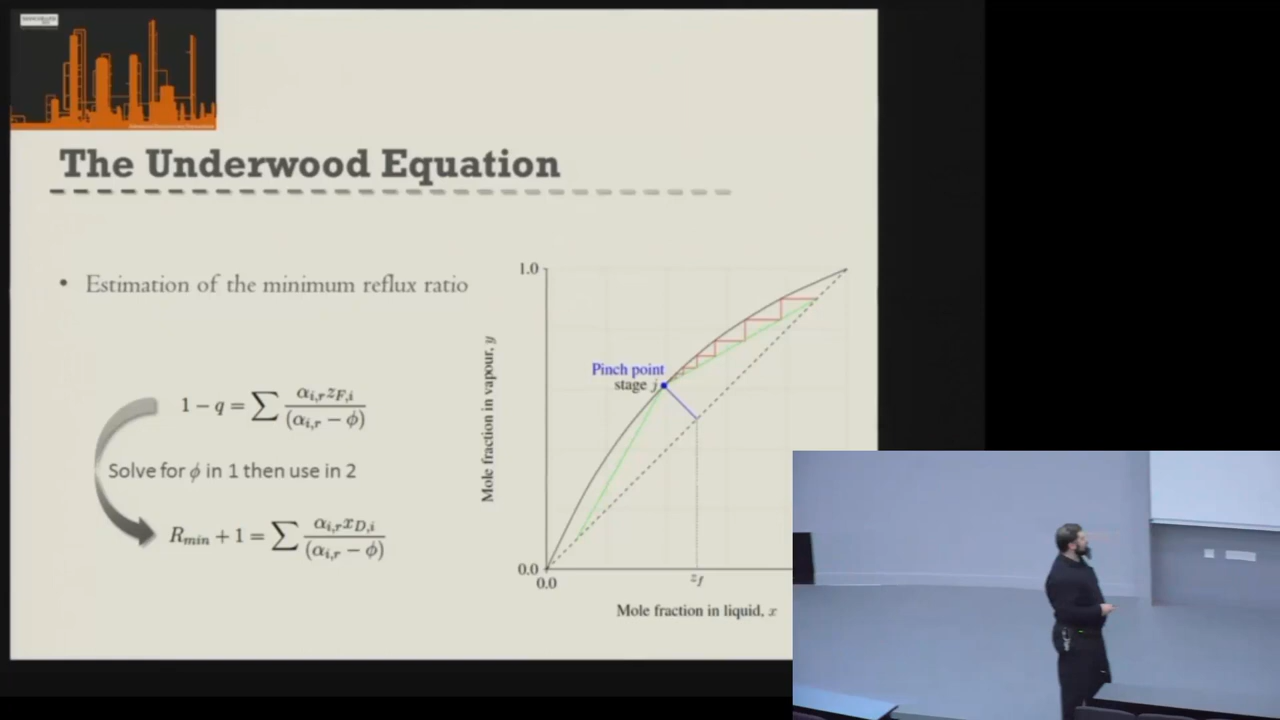 The Underwood Equation
• Estimation of the minimum reflux ratio
1 − q = ∑ α_{i,r} z_{F,i} / (α_{i,r} − ϕ)
Solve for ϕ in 1 then use in 2
R_{min} + 1 = ∑ α_{i,r} x_{D,i} / (α_{i,r} − ϕ)
1.0
Mole fraction in vapour, y
Pinch point
stage j
0.0
0.0
z_f
Mole fraction in liquid, x